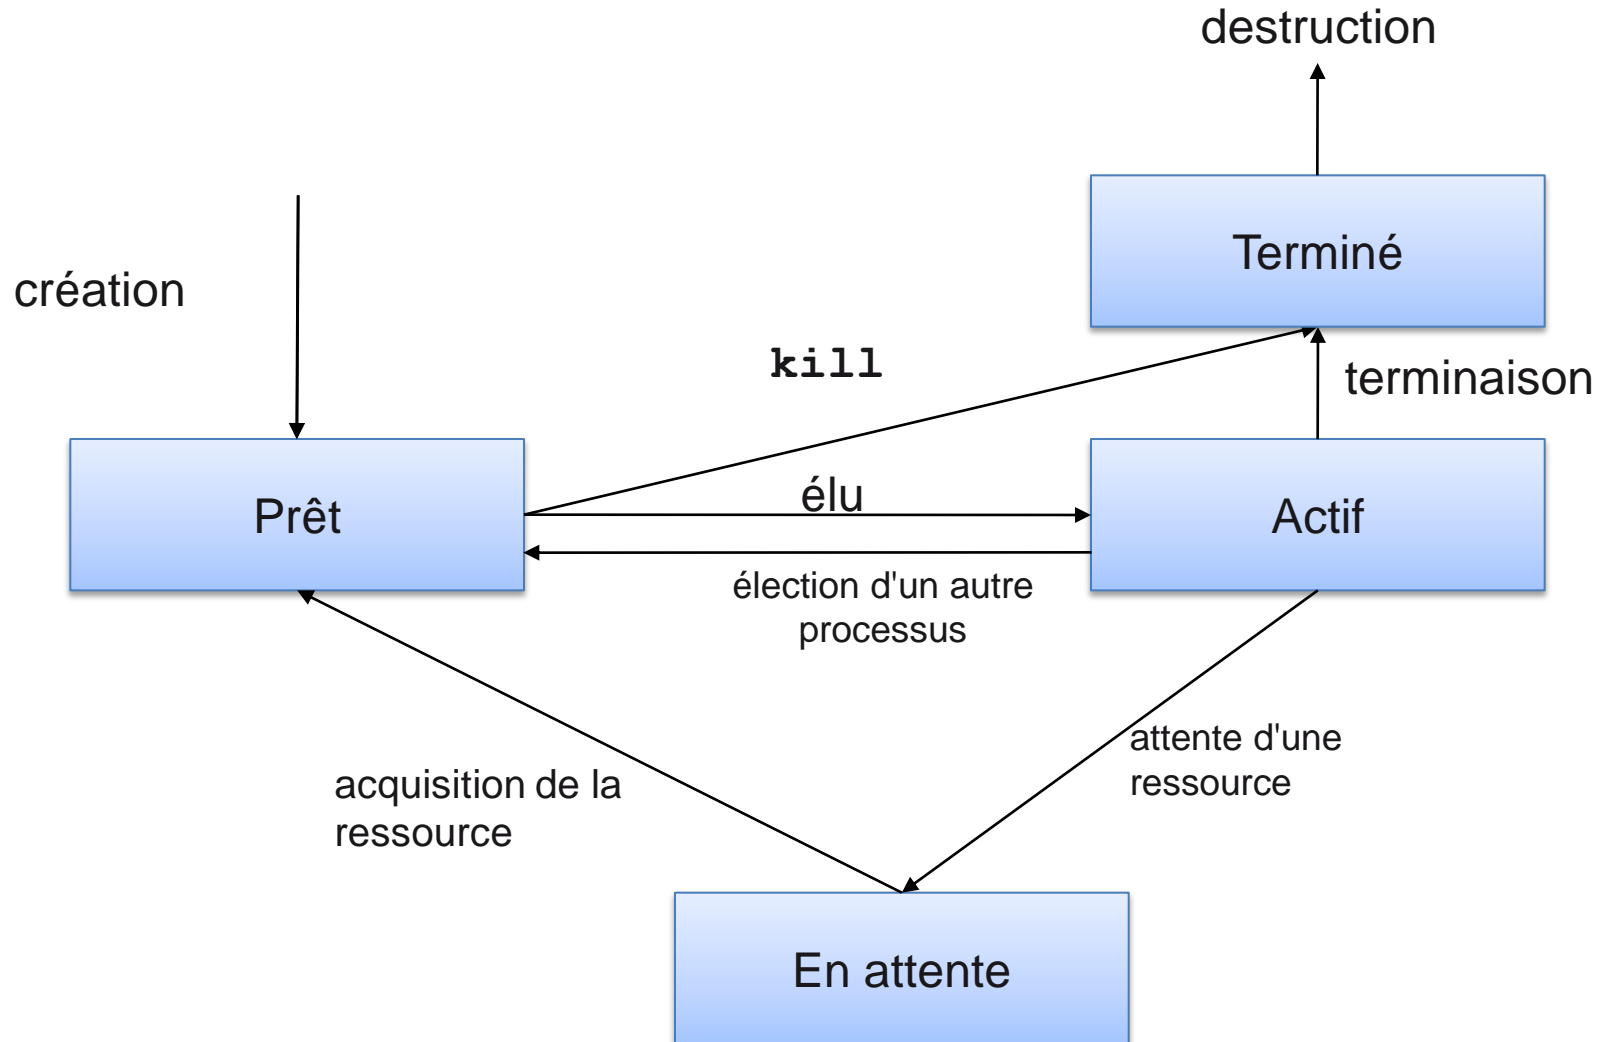 destruction
Terminé
création
kill
terminaison
Prêt
élu
Actif
élection d'un autre
processus
attente d'une
ressource
acquisition de la
ressource
En attente